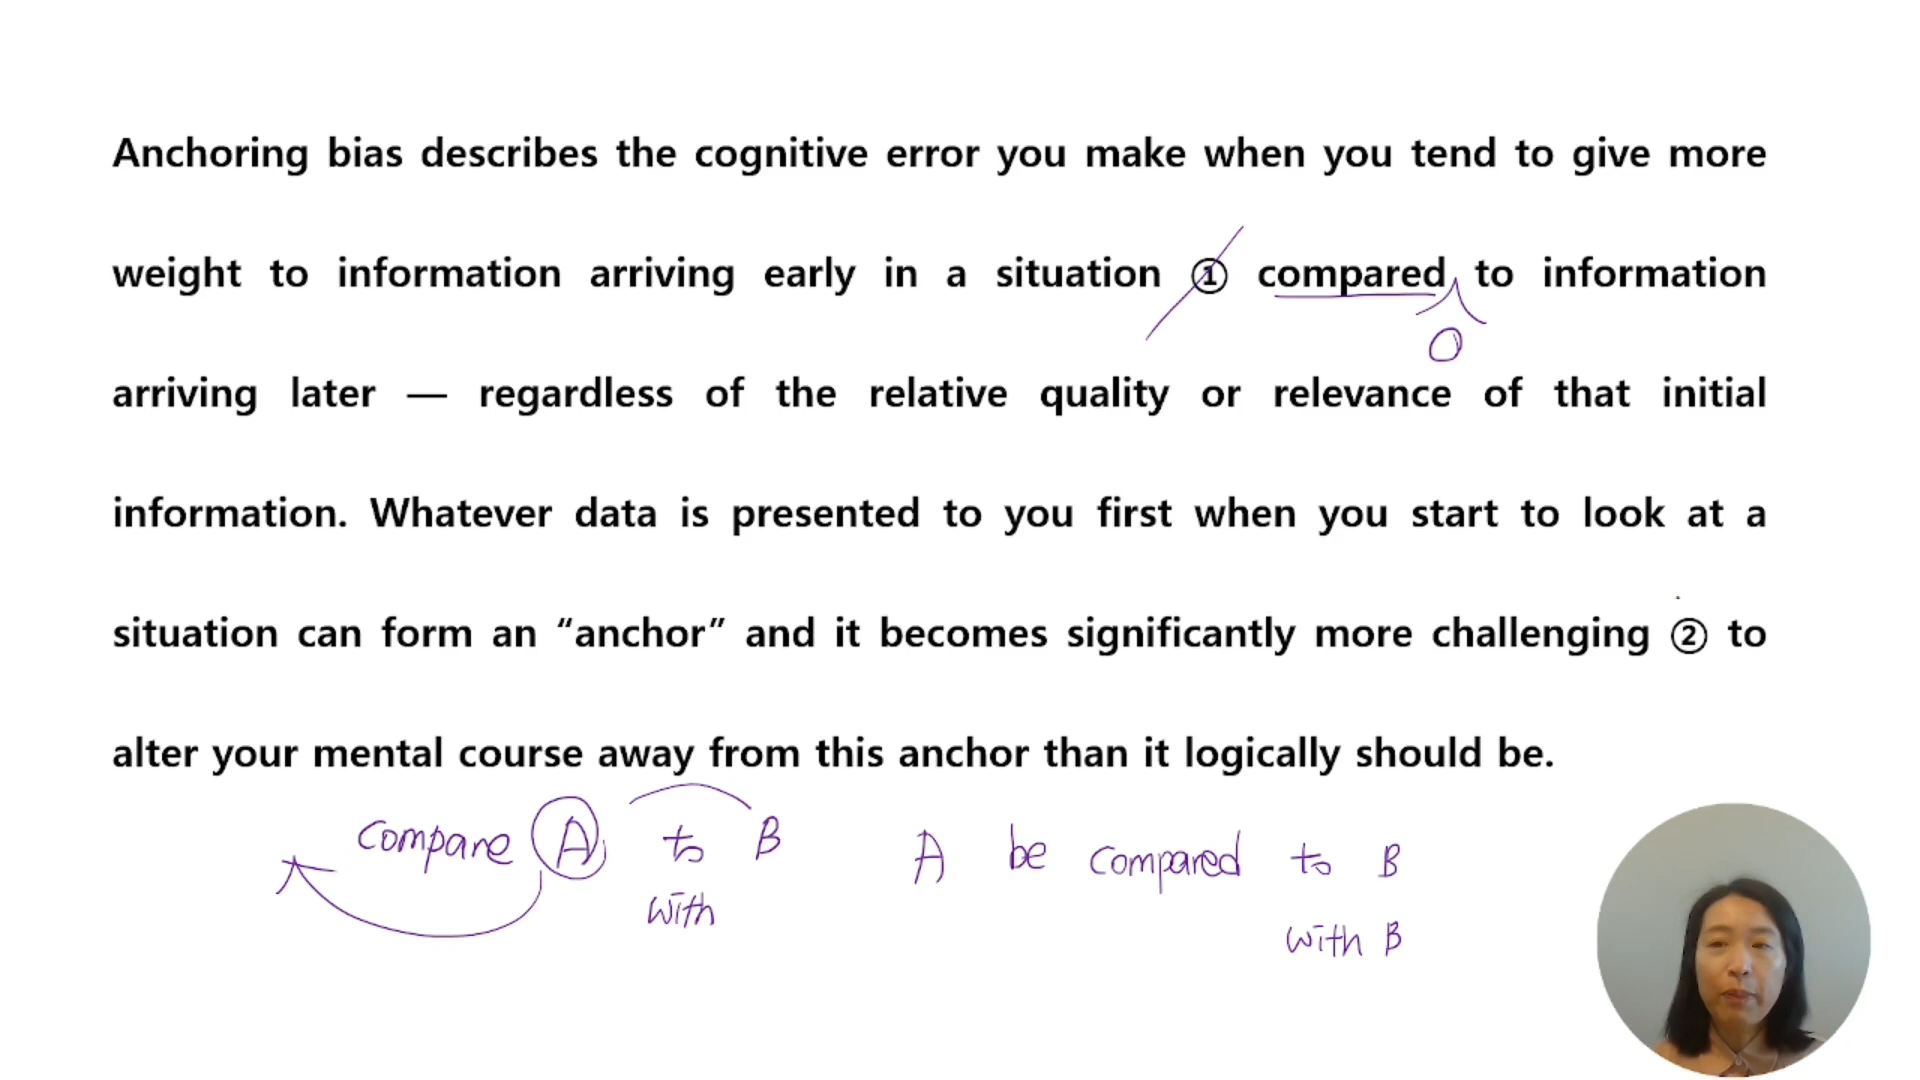 Anchoring bias describes the cognitive error you make when you tend to give more
weight to information arriving early in a situation ① compared to information
arriving later — regardless of the relative quality or relevance of that initial
information. Whatever data is presented to you first when you start to look at a
situation can form an “anchor” and it becomes significantly more challenging ② to
alter your mental course away from this anchor than it logically should be.
compare A to B
with
A be compared to B
with B